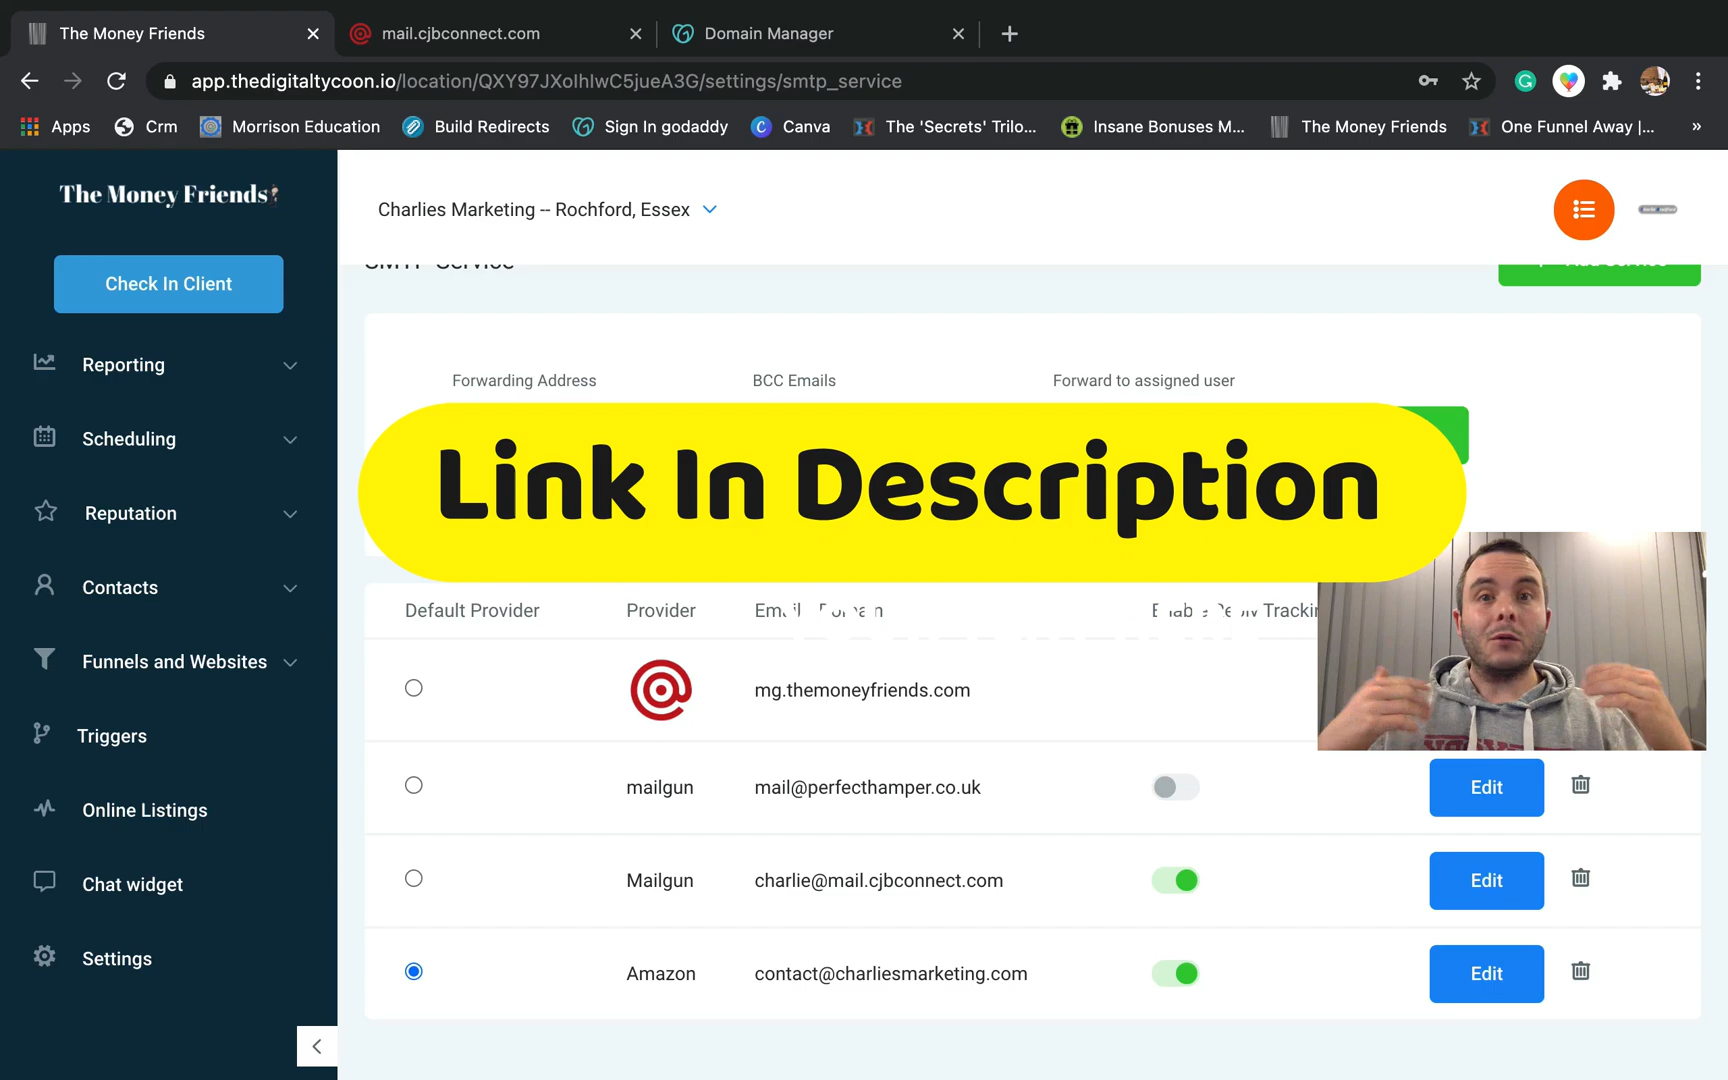 The Money Friends
mail.cjbconnect.com
Domain Manager
app.thedigitaltycoon.io/location/QXY97JXolhlwC5jueA3G/settings/smtp_service
Apps
Crm
Morrison Education
Build Redirects
Sign In godaddy
Canva
The 'Secrets' Trilo...
Insane Bonuses M...
The Money Friends
One Funnel Away |...
The Money Friends
Charlies Marketing -- Rochford, Essex
Check In Client
Reporting
Scheduling
Reputation
Contacts
Funnels and Websites
Triggers
Online Listings
Chat widget
Settings
Forwarding Address
BCC Emails
Forward to assigned user
Link In Description
Default Provider
Provider
mg.themoneyfriends.com
mailgun
mail@perfecthamper.co.uk
Edit
Mailgun
charlie@mail.cjbconnect.com
Edit
Amazon
contact@charliesmarketing.com
Edit